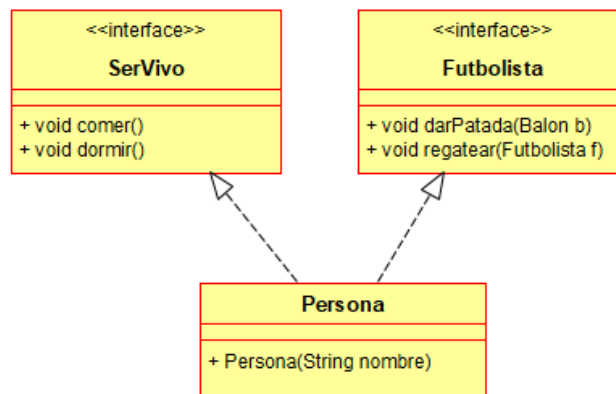 <<interface>>
SerVivo
+ void comer()
+ void dormir()
<<interface>>
Futbolista
+ void darPatada(Balon b)
+ void regatear(Futbolista f)
Persona
+ Persona(String nombre)